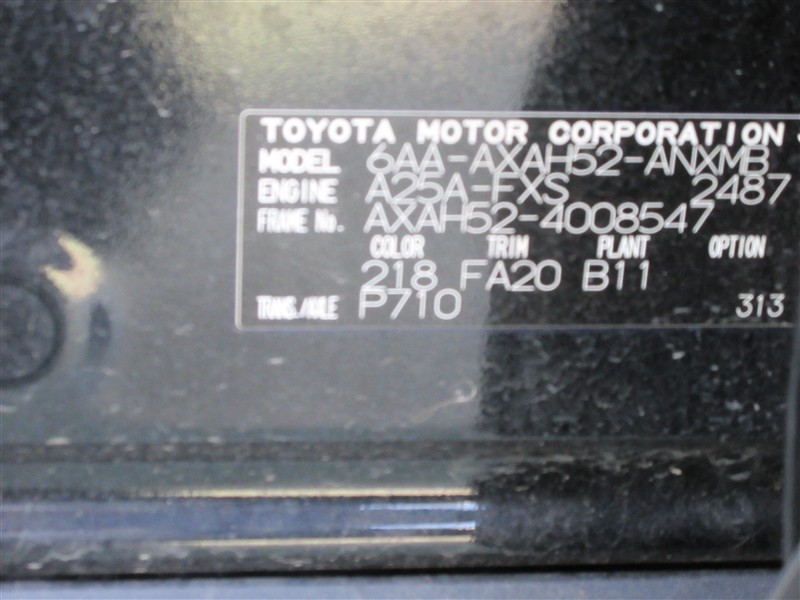 TOYOTA MOTOR CORPORATION
MODEL 6AA-AXAH52-ANXMB
ENGINE A25A-FXS 2487
FRAME No. AXAH52-4008547
COLOR TRIM PLANT OPTION
218 FA20 B11
TRANS./AXLE P710 313